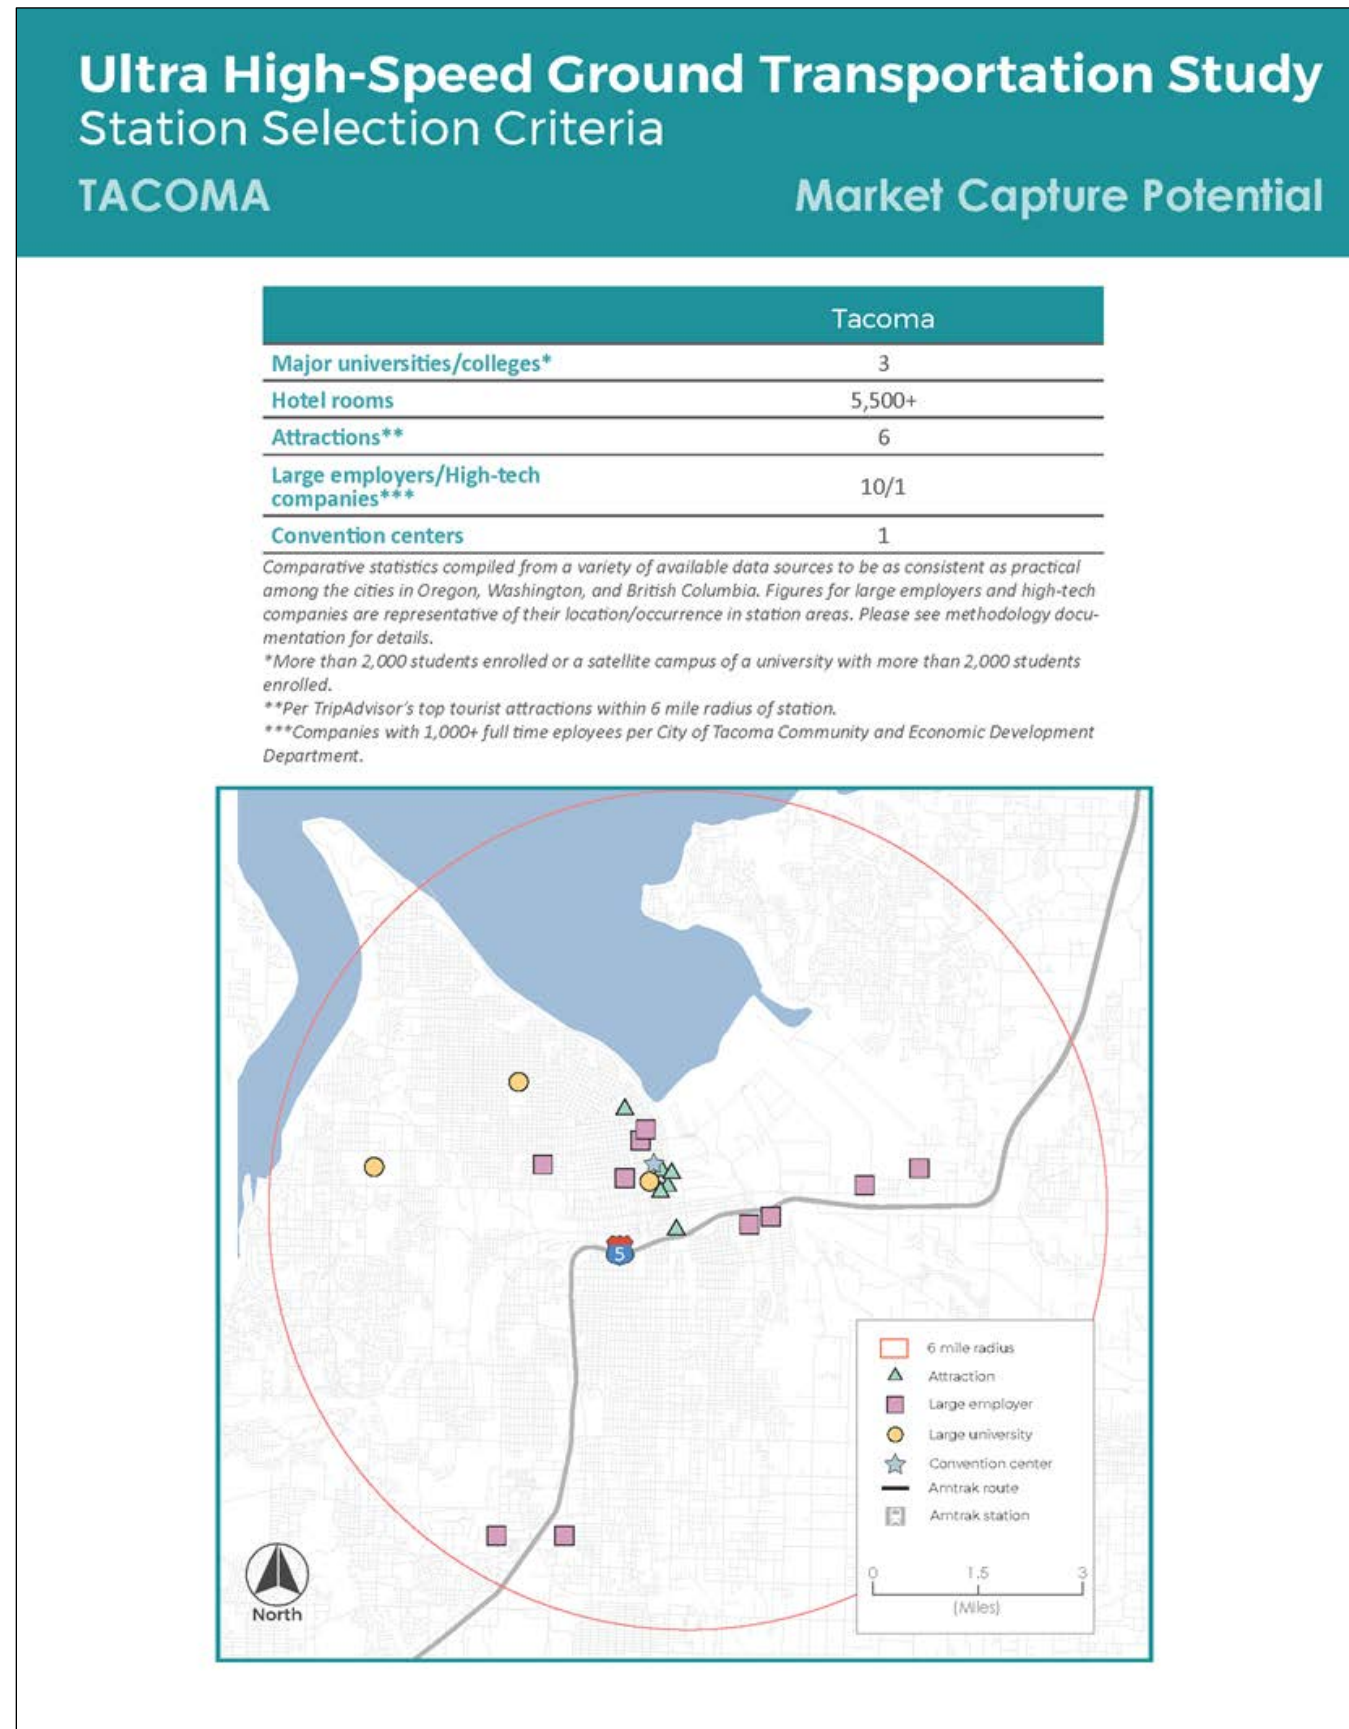 Ultra High-Speed Ground Transportation Study
Station Selection Criteria
TACOMA Market Capture Potential
Tacoma
Major universities/colleges* 3
Hotel rooms 5,500+
Attractions** 6
Large employers/High-tech
companies*** 10/1
Convention centers 1
Comparative statistics compiled from a variety of available data sources to be as consistent as practical
among the cities in Oregon, Washington, and British Columbia. Figures for large employers and high-tech
companies are representative of their location/occurrence in station areas. Please see methodology docu-
mentation for details.
*More than 2,000 students enrolled or a satellite campus of a university with more than 2,000 students
enrolled.
**Per TripAdvisor's top tourist attractions within 6 mile radius of station.
***Companies with 1,000+ full time eployees per City of Tacoma Community and Economic Development
Department.
5
6 mile radius
Attraction
Large employer
Large university
Convention center
Amtrak route
Amtrak station
0 1.5 3
(Miles)
North